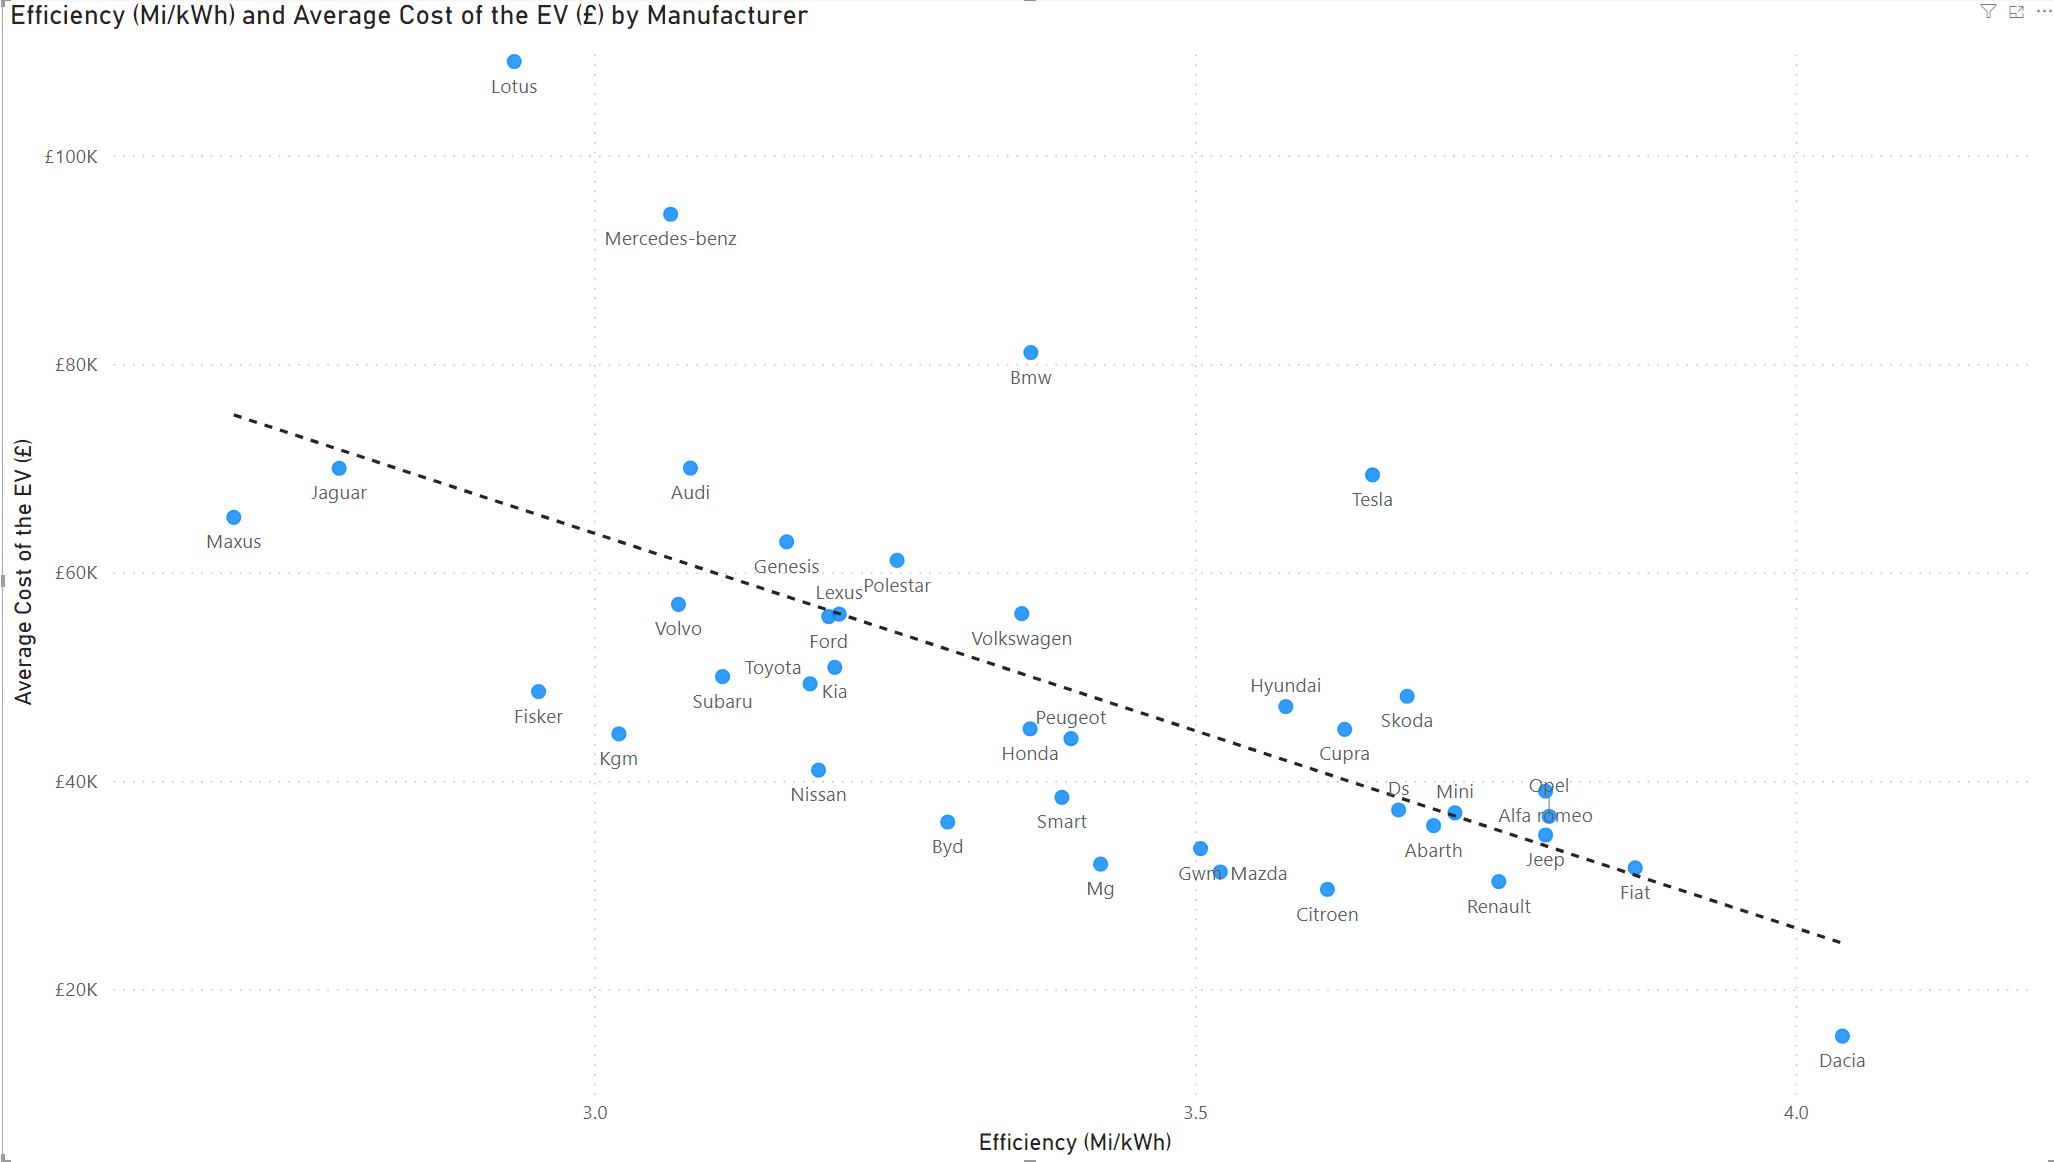 Efficiency (Mi/kWh) and Average Cost of the EV (£) by Manufacturer
Lotus
£100K
Mercedes-benz
£80K
Bmw
Jaguar
Audi
Tesla
Maxus
Genesis
£60K
Polestar
Lexus
Volvo
Ford
Volkswagen
Toyota
Kia
Hyundai
Subaru
Fisker
Peugeot
Skoda
Kgm
Honda
Cupra
£40K
Opel
Ds
Mini
Nissan
Alfa romeo
Smart
Byd
Abarth
Jeep
Gwm
Mazda
Mg
Fiat
Renault
Citroen
£20K
Dacia
Average Cost of the EV (£)
3.0
3.5
4.0
Efficiency (Mi/kWh)